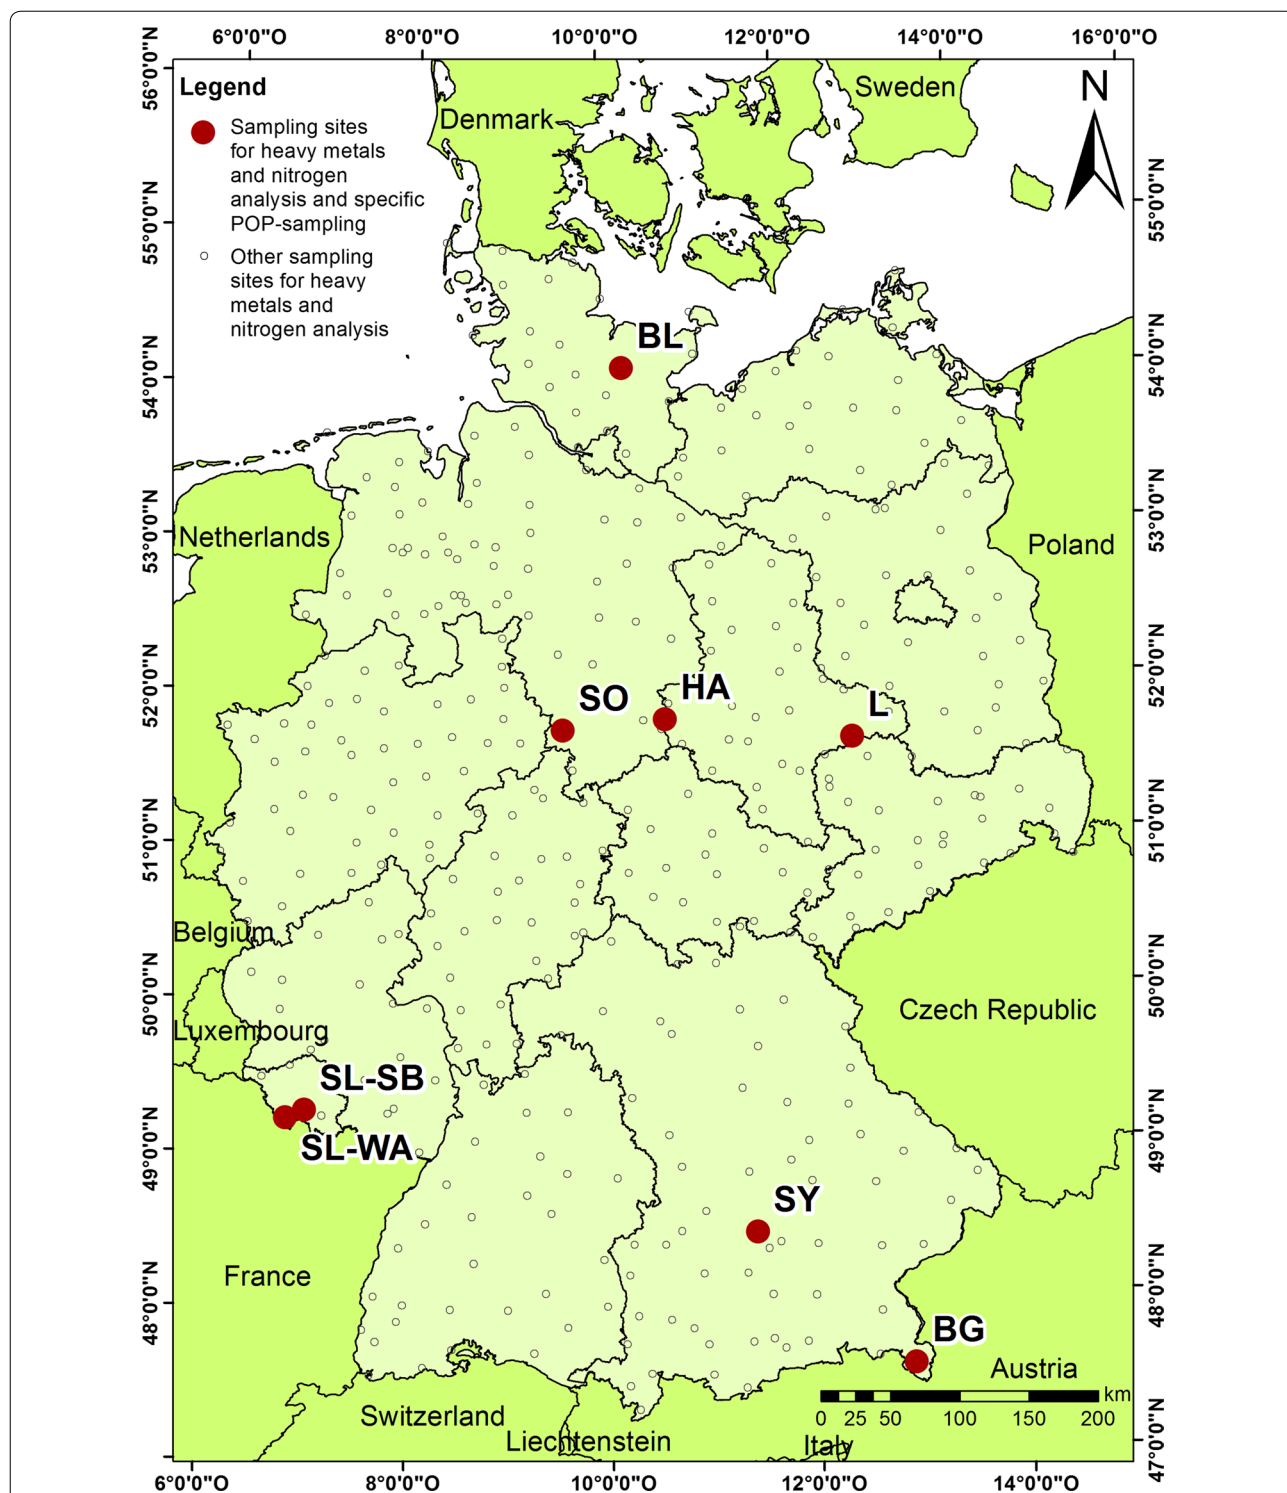 6°0'0"O 8°0'0"O 10°0'0"O 12°0'0"O 14°0'0"O 16°0'0"O
56°0'0"N
55°0'0"N
54°0'0"N
53°0'0"N
52°0'0"N
51°0'0"N
50°0'0"N
49°0'0"N
48°0'0"N
Legend
Sampling sites
for heavy metals
and nitrogen
analysis and specific
POP-sampling
Other sampling
sites for heavy
metals and
nitrogen analysis
N
Sweden
Denmark
BL
Netherlands
Poland
SO
HA
L
Belgium
Luxembourg
Czech Republic
SL-SB
SL-WA
SY
France
BG
Austria
km
0 25 50 100 150 200
Switzerland
Liechtenstein
Italy
55°0'0"N
54°0'0"N
53°0'0"N
52°0'0"N
51°0'0"N
50°0'0"N
49°0'0"N
48°0'0"N
47°0'0"N
6°0'0"O 8°0'0"O 10°0'0"O 12°0'0"O 14°0'0"O